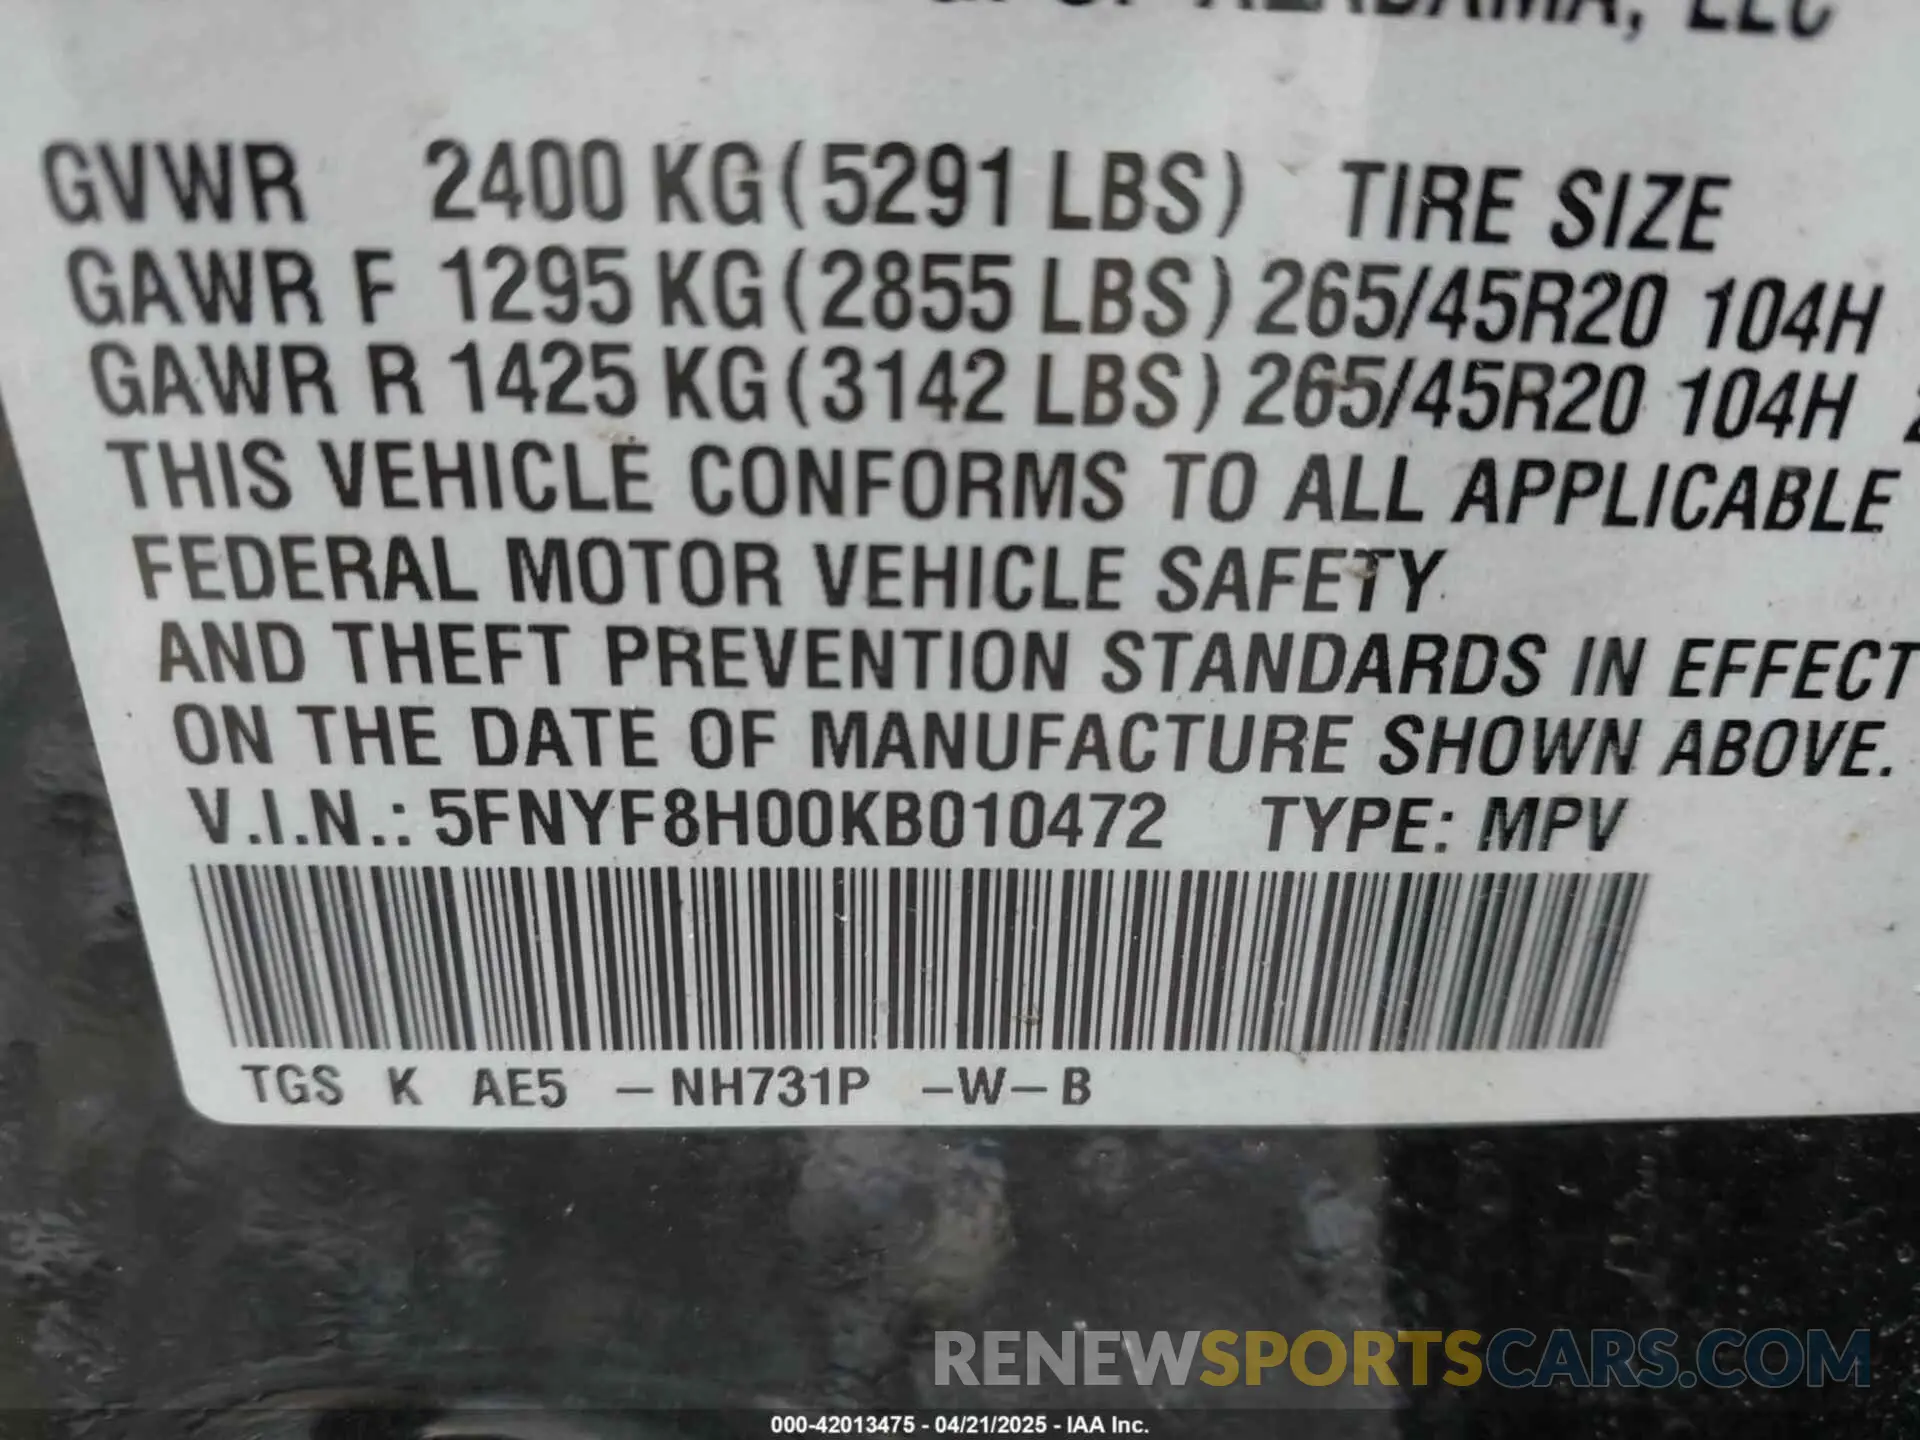 ALABAMA, LLC
GVWR 2400 KG (5291 LBS) TIRE SIZE
GAWR F 1295 KG (2855 LBS) 265/45R20 104H
GAWR R 1425 KG (3142 LBS) 265/45R20 104H
THIS VEHICLE CONFORMS TO ALL APPLICABLE
FEDERAL MOTOR VEHICLE SAFETY
AND THEFT PREVENTION STANDARDS IN EFFECT
ON THE DATE OF MANUFACTURE SHOWN ABOVE.
V.I.N.: 5FNYF8H00KB010472 TYPE: MPV
TGS K AE5 -NH731P -W-B
RENEWSPORTSCARS.COM
000-42013475 - 04/21/2025 - IAA Inc.